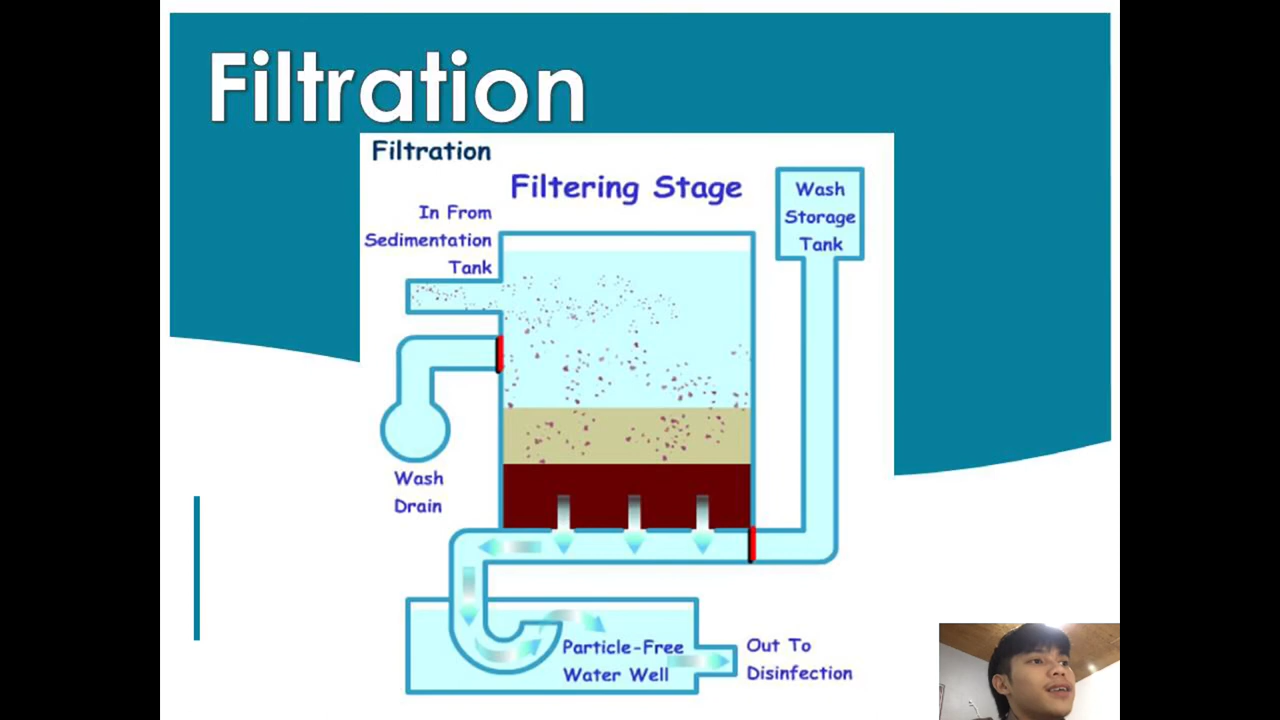 Filtration
Filtration
Filtering Stage
In From
Sedimentation
Tank
Wash
Storage
Tank
Wash
Drain
Particle-Free
Water Well
Out To
Disinfection